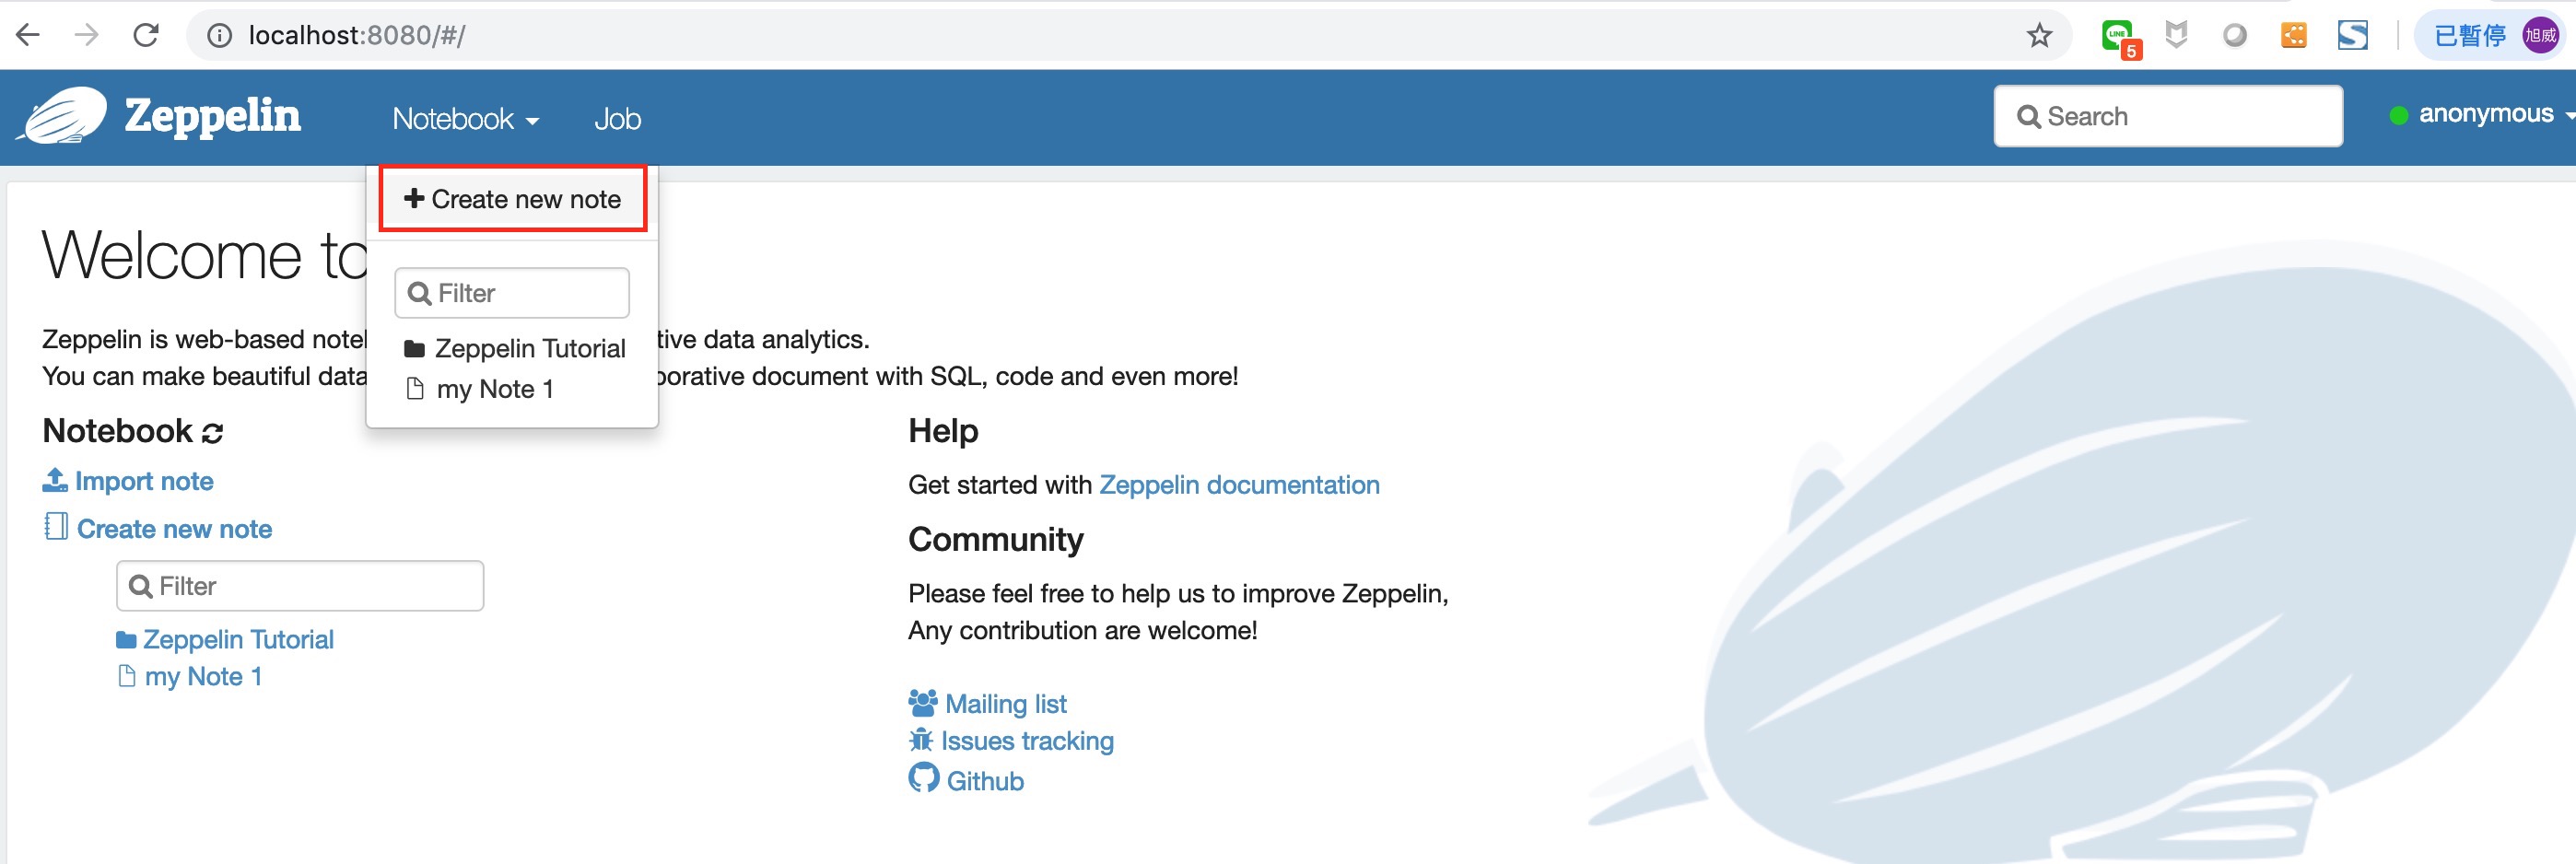 localhost:8080/#/
5
已暫停
旭威
Zeppelin
Notebook
Job
Search
anonymous
Create new note
Welcome to
Filter
Zeppelin is web-based
tive data analytics.
Zeppelin Tutorial
You can make beautiful data
orative document with SQL, code and even more!
my Note 1
Notebook
Import note
Create new note
Filter
Zeppelin Tutorial
my Note 1
Help
Get started with Zeppelin documentation
Community
Please feel free to help us to improve Zeppelin,
Any contribution are welcome!
Mailing list
Issues tracking
Github